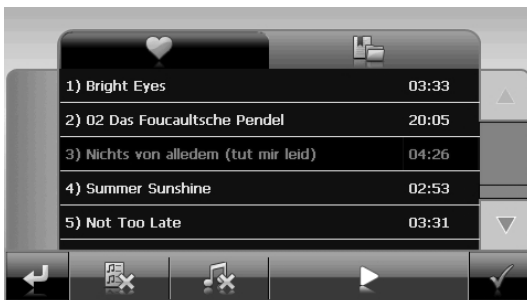 1) Bright Eyes 03:33
2) 02 Das Foucaultsche Pendel 20:05
3) Nichts von alledem (tut mir leid) 04:26
4) Summer Sunshine 02:53
5) Not Too Late 03:31